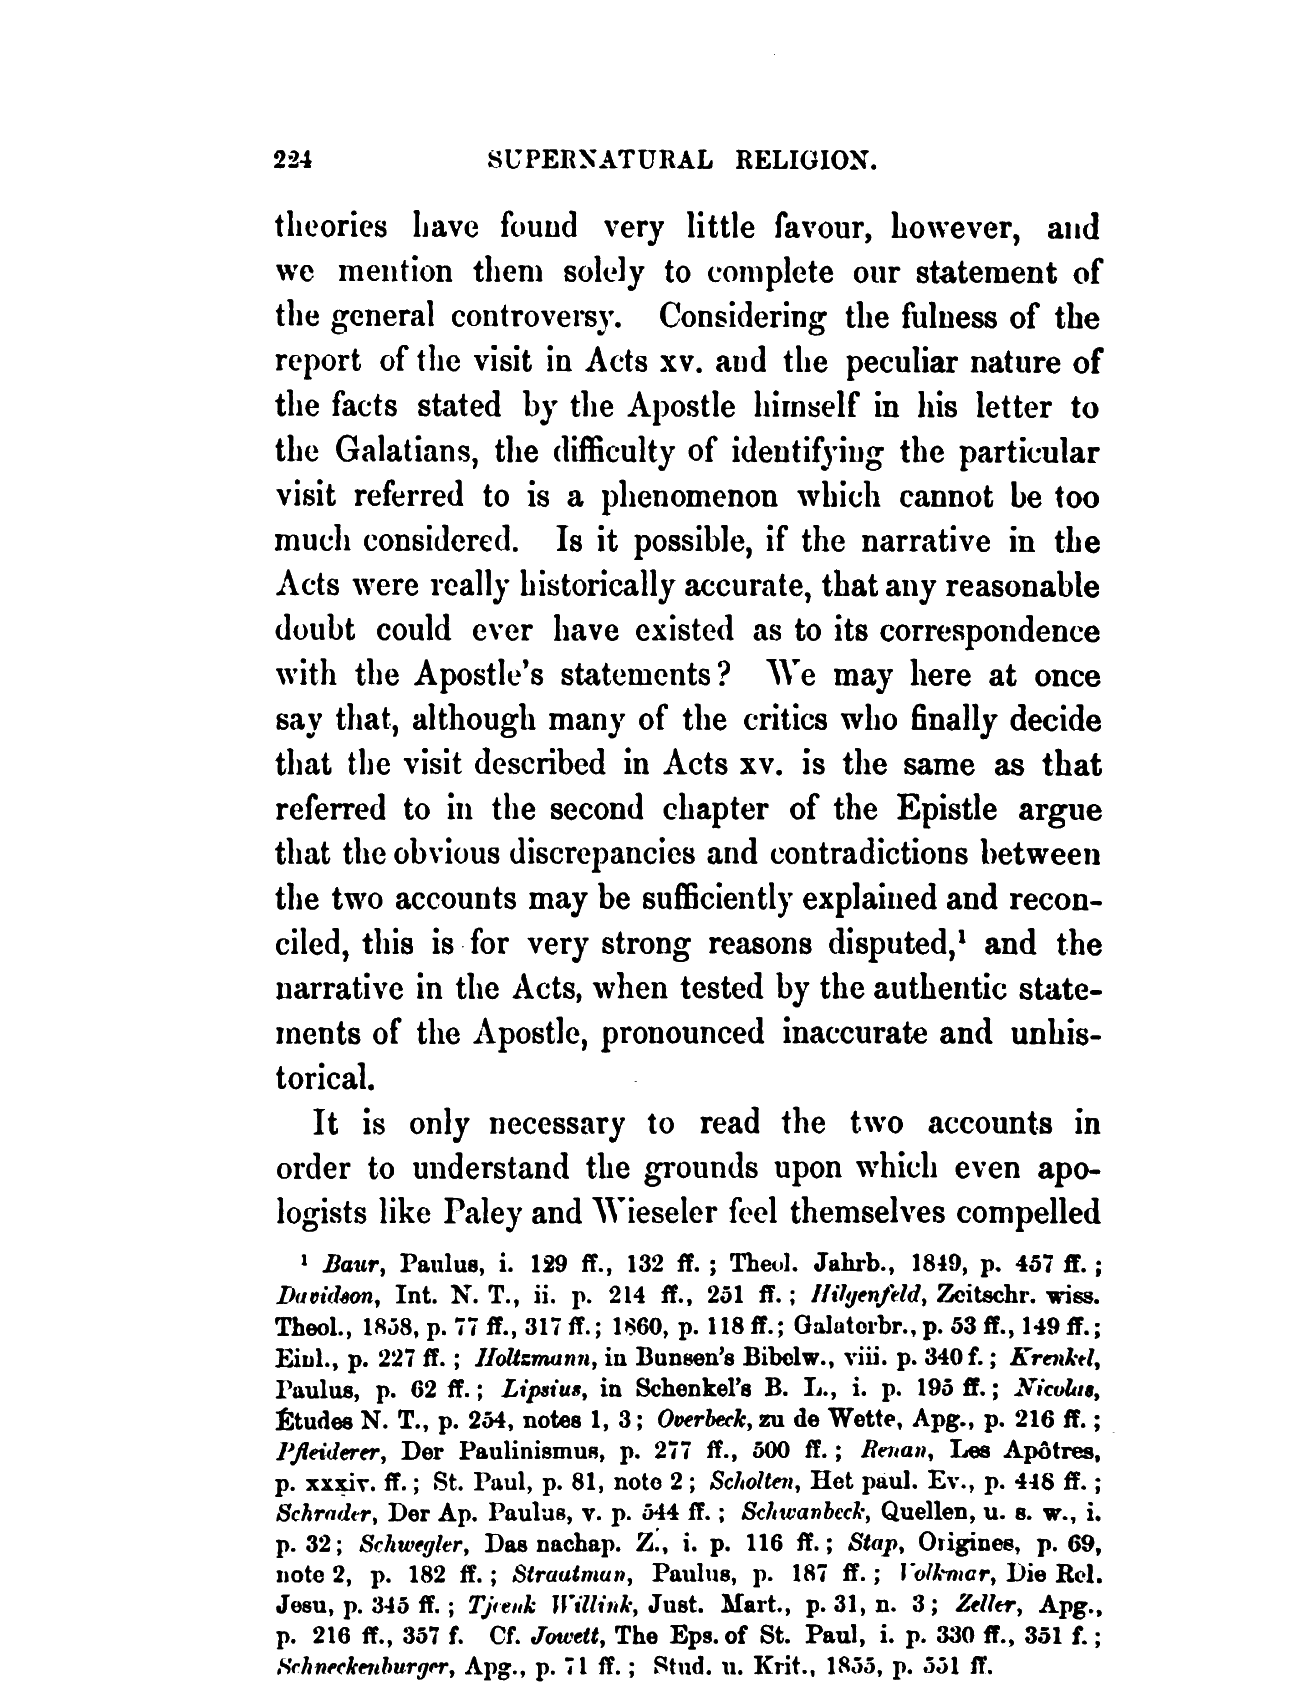 224 SUPERNATURAL RELIGION.
theories have found very little favour, however, and
we mention them solely to complete our statement of
the general controversy. Considering the fulness of the
report of the visit in Acts xv. and the peculiar nature of
the facts stated by the Apostle himself in his letter to
the Galatians, the difficulty of identifying the particular
visit referred to is a phenomenon which cannot be too
much considered. Is it possible, if the narrative in the
Acts were really historically accurate, that any reasonable
doubt could ever have existed as to its correspondence
with the Apostle's statements? We may here at once
say that, although many of the critics who finally decide
that the visit described in Acts xv. is the same as that
referred to in the second chapter of the Epistle argue
that the obvious discrepancies and contradictions between
the two accounts may be sufficiently explained and recon-
ciled, this is for very strong reasons disputed,¹ and the
narrative in the Acts, when tested by the authentic state-
ments of the Apostle, pronounced inaccurate and unhis-
torical.
It is only necessary to read the two accounts in
order to understand the grounds upon which even apo-
logists like Paley and Wieseler feel themselves compelled
¹ Baur, Paulus, i. 129 ff., 132 ff. ; Theol. Jahrb., 1849, p. 457 ff. ;
Davidson, Int. N. T., ii. p. 214 ff., 251 ff. ; Hilgenfeld, Zeitschr. wiss.
Theol., 1858, p. 77 ff., 317 ff. ; 1860, p. 118 ff. ; Galaterbr., p. 53 ff., 149 ff. ;
Einl., p. 227 ff. ; Holtzmann, in Bunsen's Bibelw., viii. p. 340 f. ; Krenkel,
Paulus, p. 62 ff. ; Lipsius, in Schenkel's B. L., i. p. 195 ff. ; Nicolas,
Études N. T., p. 254, notes 1, 3 ; Overbeck, zu de Wette, Apg., p. 216 ff. ;
Pfleiderer, Der Paulinismus, p. 277 ff., 500 ff. ; Renan, Les Apôtres,
p. xxxiv. ff. ; St. Paul, p. 81, note 2 ; Scholten, Het paul. Ev., p. 448 ff. ;
Schrader, Der Ap. Paulus, v. p. 544 ff. ; Schwanbeck, Quellen, u. s. w., i.
p. 32 ; Schwegler, Das nachap. Z., i. p. 116 ff. ; Stap, Origines, p. 69,
note 2, p. 182 ff. ; Straatman, Paulus, p. 187 ff. ; Volkmar, Die Rel.
Jesu, p. 345 ff. ; Tjeenk Willink, Just. Mart., p. 31, n. 3 ; Zeller, Apg.,
p. 216 ff., 357 f. Cf. Jowett, The Eps. of St. Paul, i. p. 330 ff., 351 f. ;
Schneckenburger, Apg., p. 71 ff. ; Stud. u. Krit., 1855, p. 551 ff.